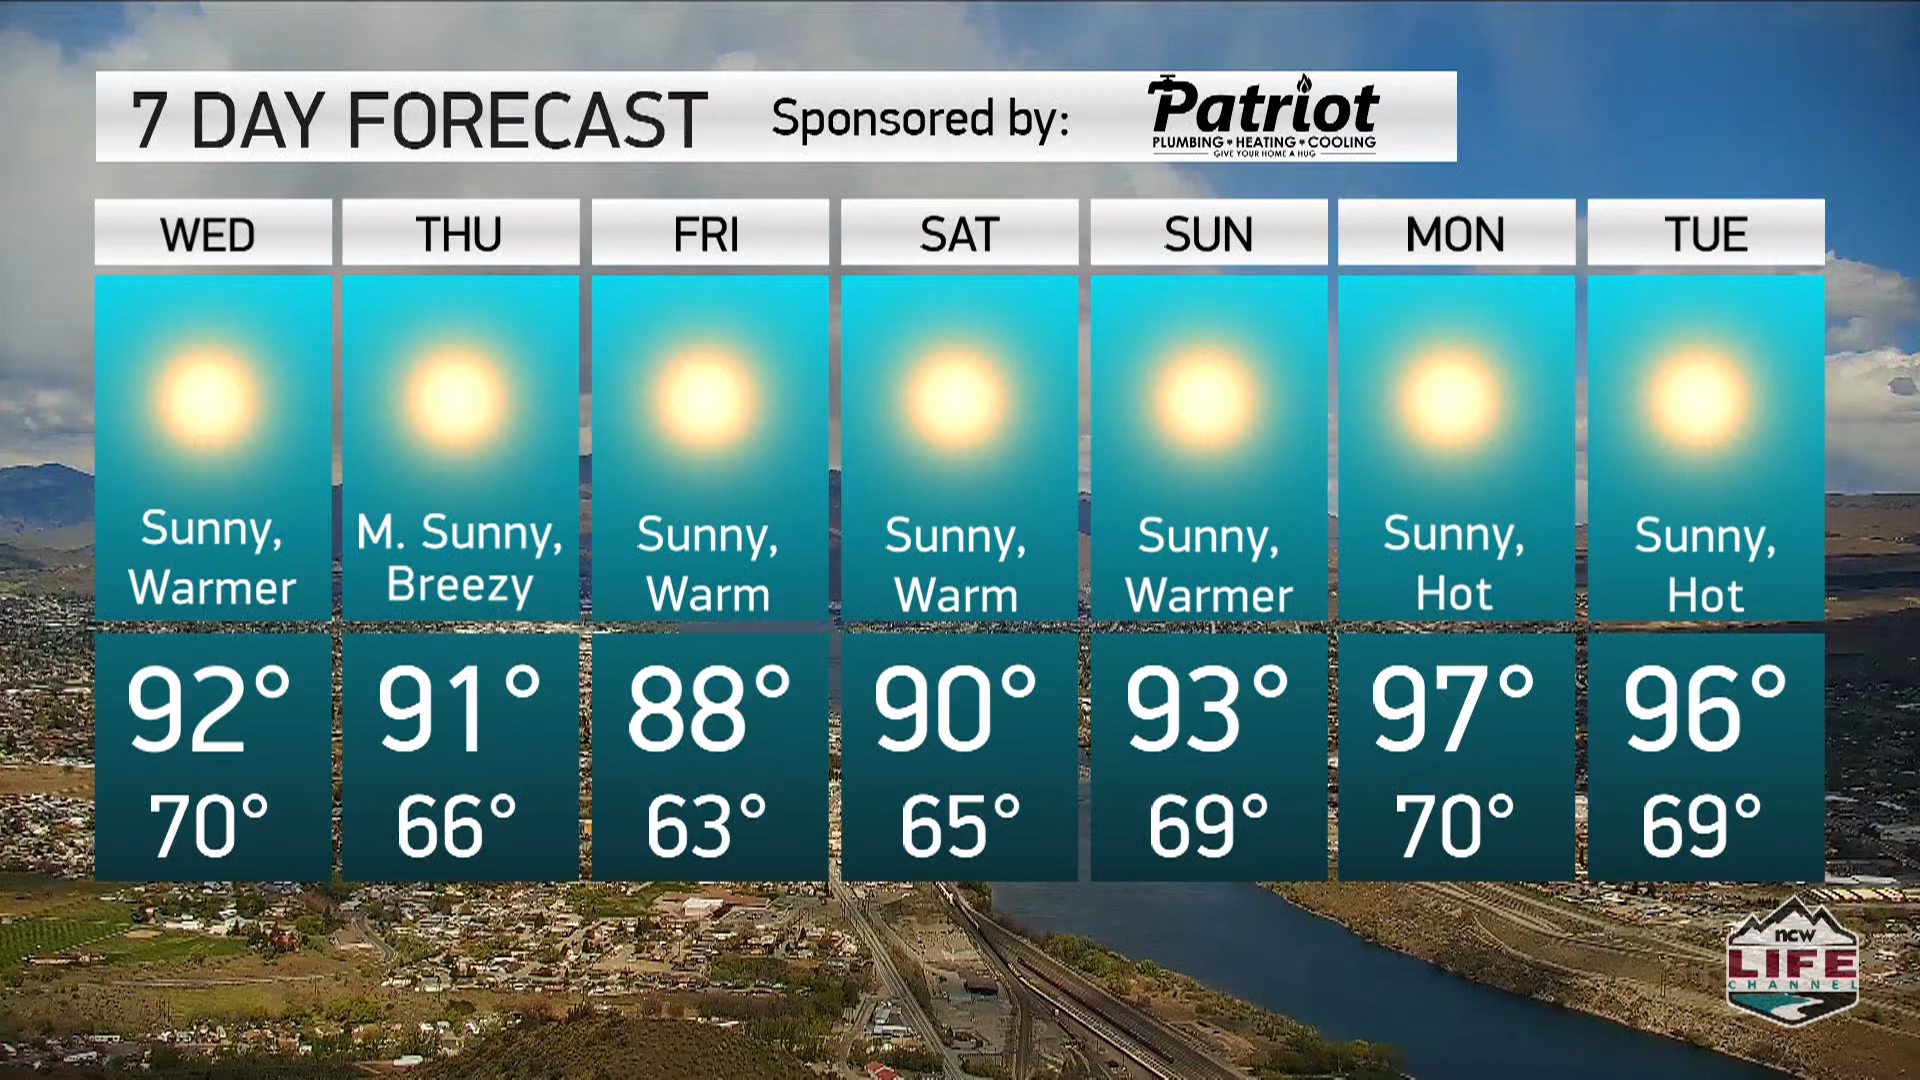 7 DAY FORECAST Sponsored by: Patriot
PLUMBING • HEATING • COOLING
GIVE YOUR HOME A HUG
WED THU FRI SAT SUN MON TUE
Sunny, M. Sunny, Sunny, Sunny, Sunny, Sunny, Sunny,
Warmer Breezy Warm Warm Warmer Hot Hot
92° 91° 88° 90° 93° 97° 96°
70° 66° 63° 65° 69° 70° 69°
ncw
LIFE
CHANNEL